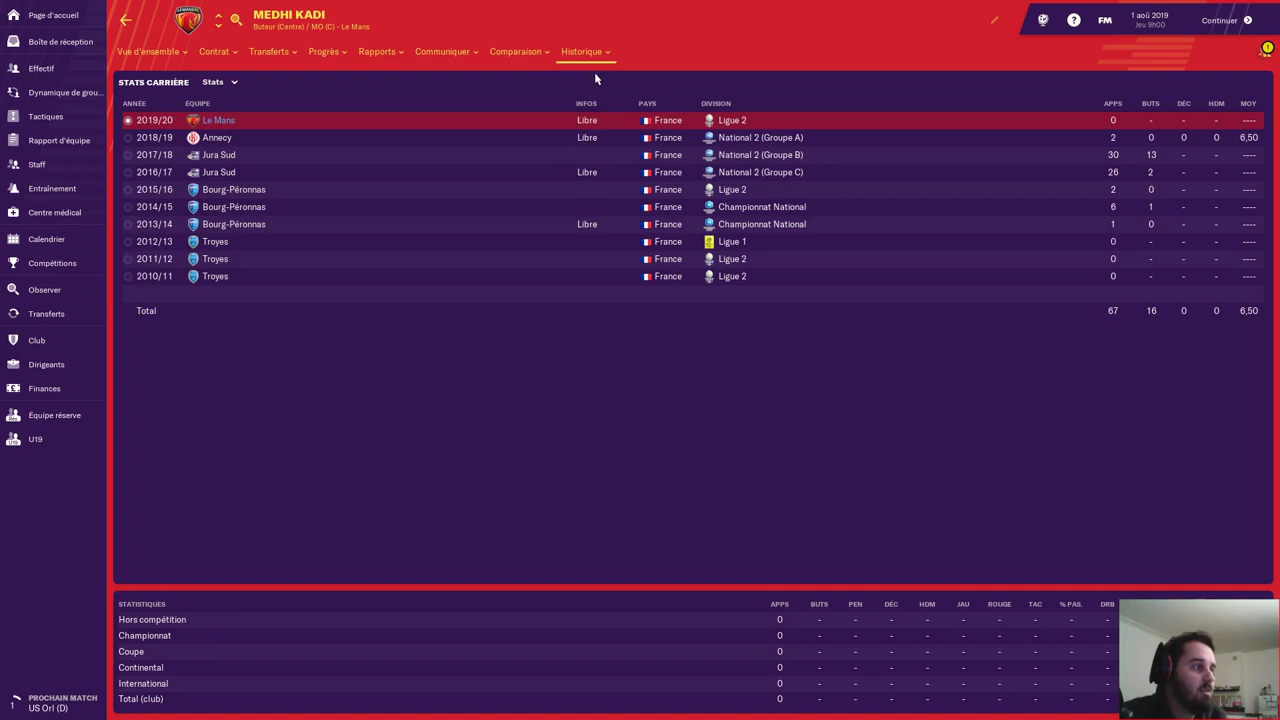 Page d'accueil
Boîte de réception
Effectif
Dynamique de grou...
Tactiques
Rapport d'équipe
Staff
Entraînement
Centre médical
Calendrier
Compétitions
Observer
Transferts
Club
Dirigeants
Finances
Équipe réserve
U19
1 PROCHAIN MATCH
US Orl (D)
MEDHI KADI
Buteur (Centre) / MO (C) - Le Mans
FM 1 aoû 2019 Continuer
Jeu 9h00
1
Vue d'ensemble Contrat Transferts Progrès Rapports Communiquer Comparaison Historique
STATS CARRIÈRE Stats
ANNÉE ÉQUIPE INFOS PAYS DIVISION APPS BUTS DÉC HDM MOY
2019/20 Le Mans Libre France Ligue 2 0 - - - ----
2018/19 Annecy Libre France National 2 (Groupe A) 2 0 0 0 6,50
2017/18 Jura Sud France National 2 (Groupe B) 30 13 - - ----
2016/17 Jura Sud Libre France National 2 (Groupe C) 26 2 - - ----
2015/16 Bourg-Péronnas France Ligue 2 2 0 - - ----
2014/15 Bourg-Péronnas France Championnat National 6 1 - - ----
2013/14 Bourg-Péronnas Libre France Championnat National 1 0 - - ----
2012/13 Troyes France Ligue 1 0 - - - ----
2011/12 Troyes France Ligue 2 0 - - - ----
2010/11 Troyes France Ligue 2 0 - - - ----
Total 67 16 0 0 6,50
STATISTIQUES APPS BUTS PEN DÉC HDM JAU ROUGE TAC % PAS. DRB
Hors compétition 0 - - - - - - - - -
Championnat 0 - - - - - - - - -
Coupe 0 - - - - - - - - -
Continental 0 - - - - - - - - -
International 0 - - - - - - - - -
Total (club) 0 - - - - - - - - -